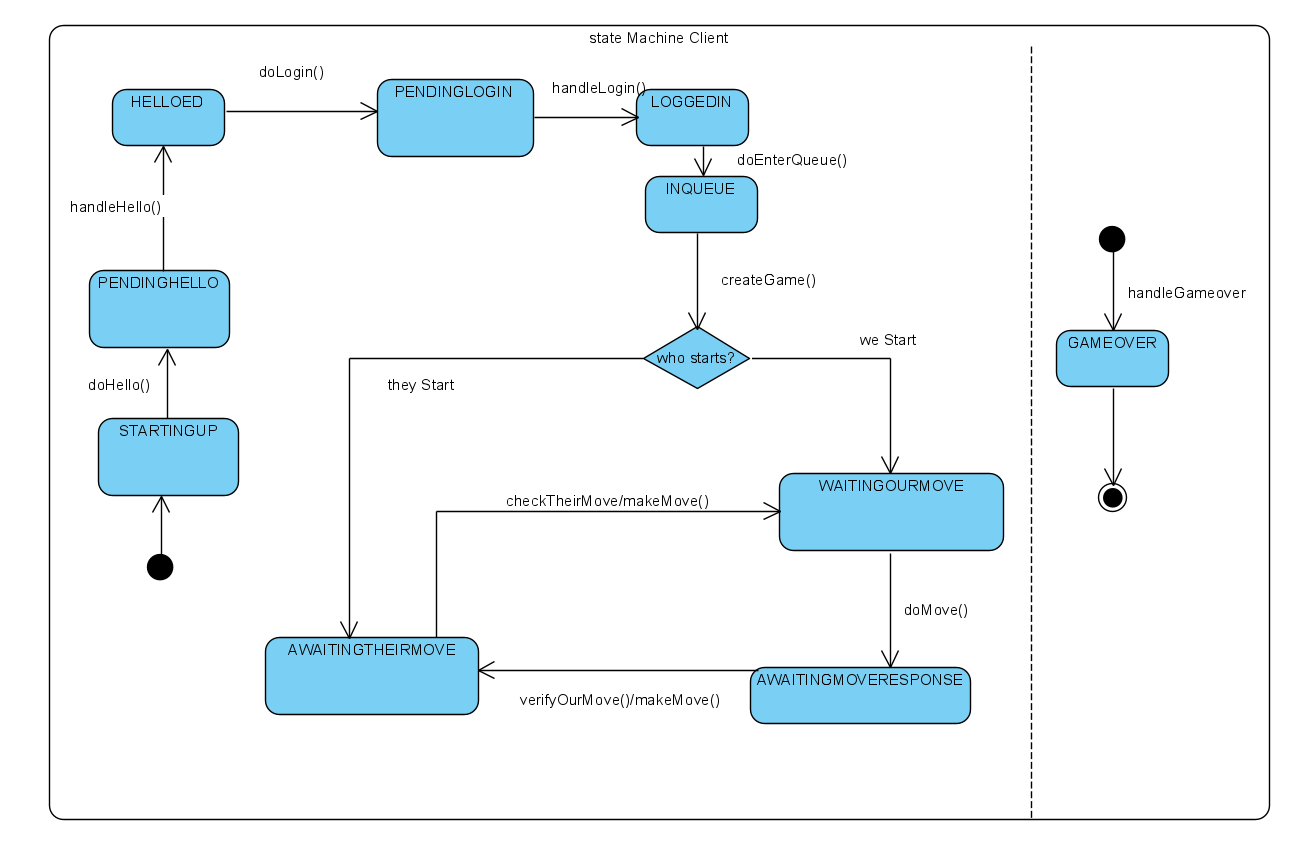 state Machine Client
doLogin()
HELLOED
PENDINGLOGIN
handleLogin()
LOGGEDIN
doEnterQueue()
INQUEUE
handleHello()
PENDINGHELLO
createGame()
doHello()
STARTINGUP
who starts?
they Start
we Start
checkTheirMove/makeMove()
WAITINGOURMOVE
doMove()
AWAITINGTHEIRMOVE
AWAITINGMOVERESPONSE
verifyOurMove()/makeMove()
handleGameover
GAMEOVER